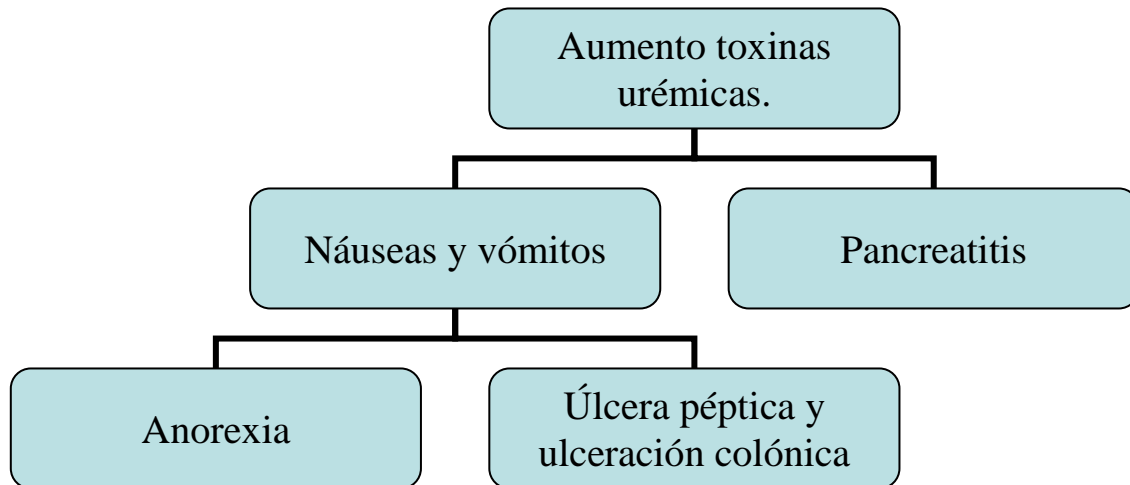 Aumento toxinas
urémicas.
Náuseas y vómitos
Pancreatitis
Anorexia
Úlcera péptica y
ulceración colónica